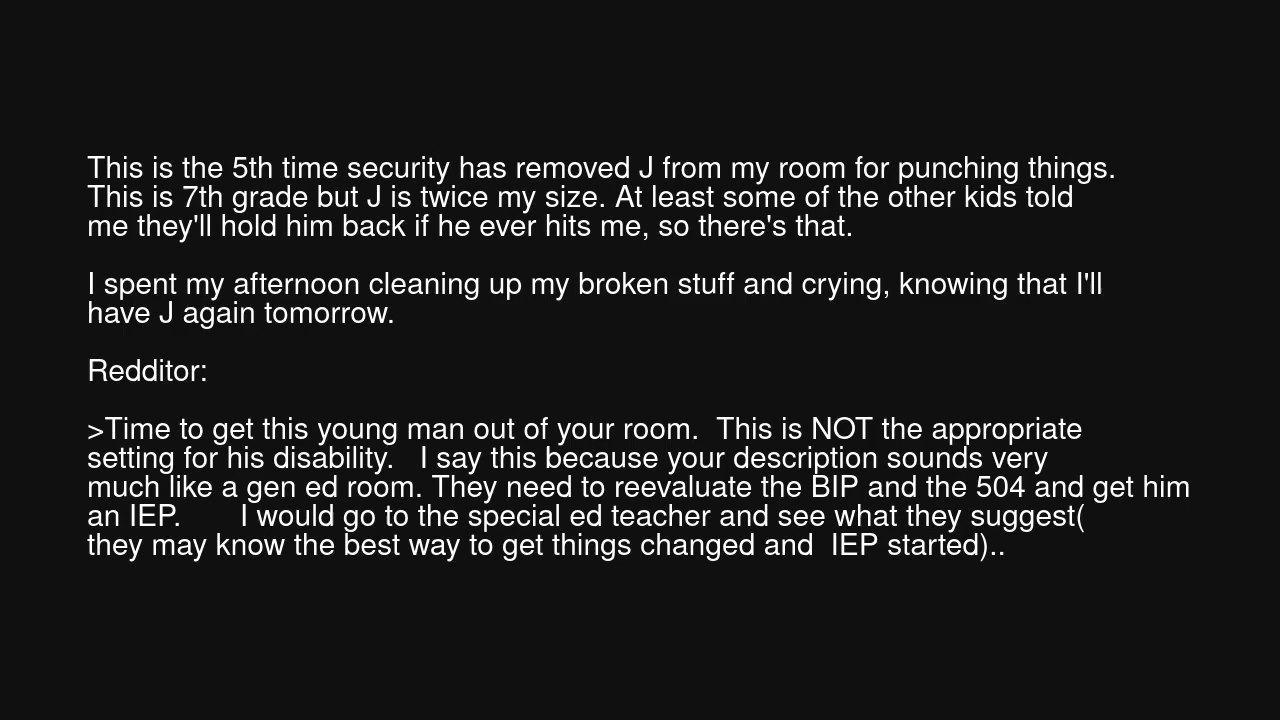 This is the 5th time security has removed J from my room for punching things.
This is 7th grade but J is twice my size. At least some of the other kids told
me they'll hold him back if he ever hits me, so there's that.
I spent my afternoon cleaning up my broken stuff and crying, knowing that I'll
have J again tomorrow.
Redditor:
>Time to get this young man out of your room.  This is NOT the appropriate
setting for his disability.   I say this because your description sounds very
much like a gen ed room. They need to reevaluate the BIP and the 504 and get him
an IEP.       I would go to the special ed teacher and see what they suggest(
they may know the best way to get things changed and  IEP started)..